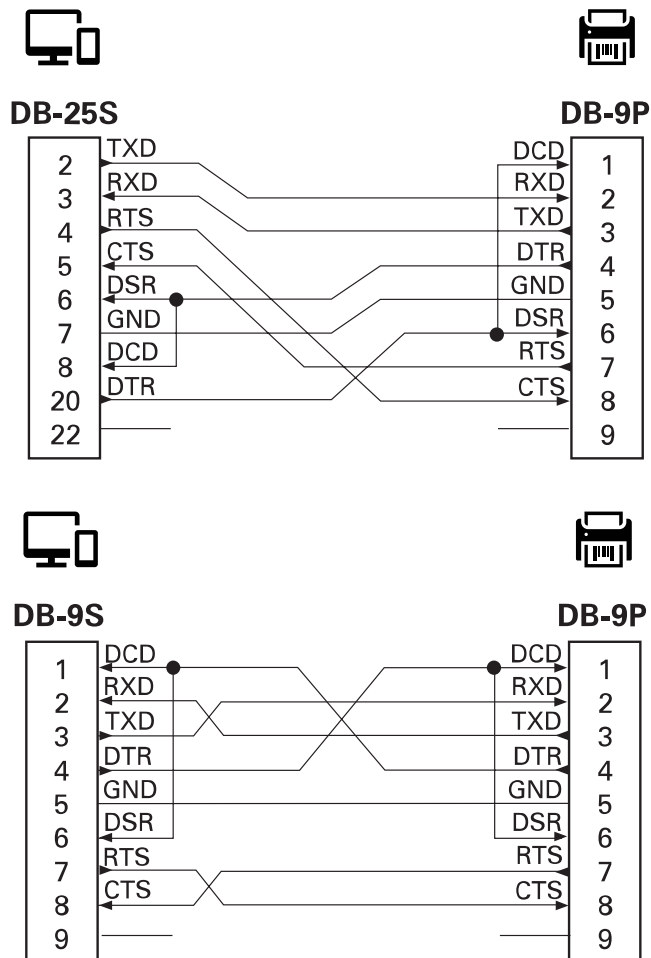 DB-25S DB-9P
2 TXD DCD 1
3 RXD RXD 2
4 RTS TXD 3
5 CTS DTR 4
6 DSR GND 5
7 GND DSR 6
8 DCD RTS 7
20 DTR CTS 8
22 9
DB-9S DB-9P
1 DCD DCD 1
2 RXD RXD 2
3 TXD TXD 3
4 DTR DTR 4
5 GND GND 5
6 DSR DSR 6
7 RTS RTS 7
8 CTS CTS 8
9 9